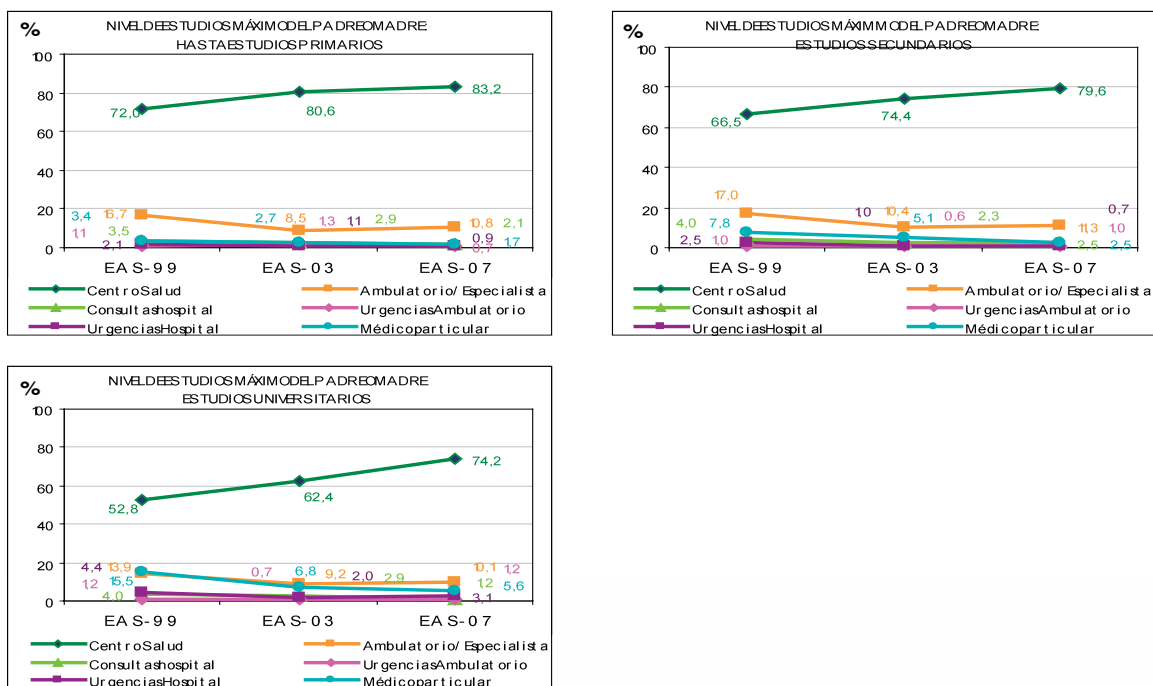 %
NIVEL DE ESTUDIOS MÁXIMO DEL PADRE O MADRE:
HASTA ESTUDIOS PRIMARIOS
100
80
60
40
20
0
72,0
80,6
83,2
3,4
16,7
2,7
8,5
1,3
1,1
2,9
10,8
2,1
1,1
3,5
2,1
0,9
0,7
1,7
EAS-99
EAS-03
EAS-07
Centro Salud
Ambulatorio/Especialista
Consultas hospital
Urgencias Ambulatorio
Urgencias Hospital
Médico particular
%
NIVEL DE ESTUDIOS MÁXIMM DEL PADRE O MADRE:
ESTUDIOS SECUNDARIOS
100
80
60
40
20
0
66,5
74,4
79,6
17,0
4,0
7,8
1,0
10,4
5,1
0,6
2,3
0,7
11,3
1,0
2,5
1,0
2,5
2,5
EAS-99
EAS-03
EAS-07
Centro Salud
Ambulatorio/Especialista
Consultas hospital
Urgencias Ambulatorio
Urgencias Hospital
Médico particular
%
NIVEL DE ESTUDIOS MÁXIMO DEL PADRE O MADRE:
ESTUDIOS UNIVERSITARIOS
100
80
60
40
20
0
52,8
62,4
74,2
4,4
13,9
0,7
6,8
9,2
2,0
2,9
10,1
1,2
1,2
15,5
4,0
1,2
5,6
3,1
EAS-99
EAS-03
EAS-07
Centro Salud
Ambulatorio/Especialista
Consultas hospital
Urgencias Ambulatorio
Urgencias Hospital
Médico particular